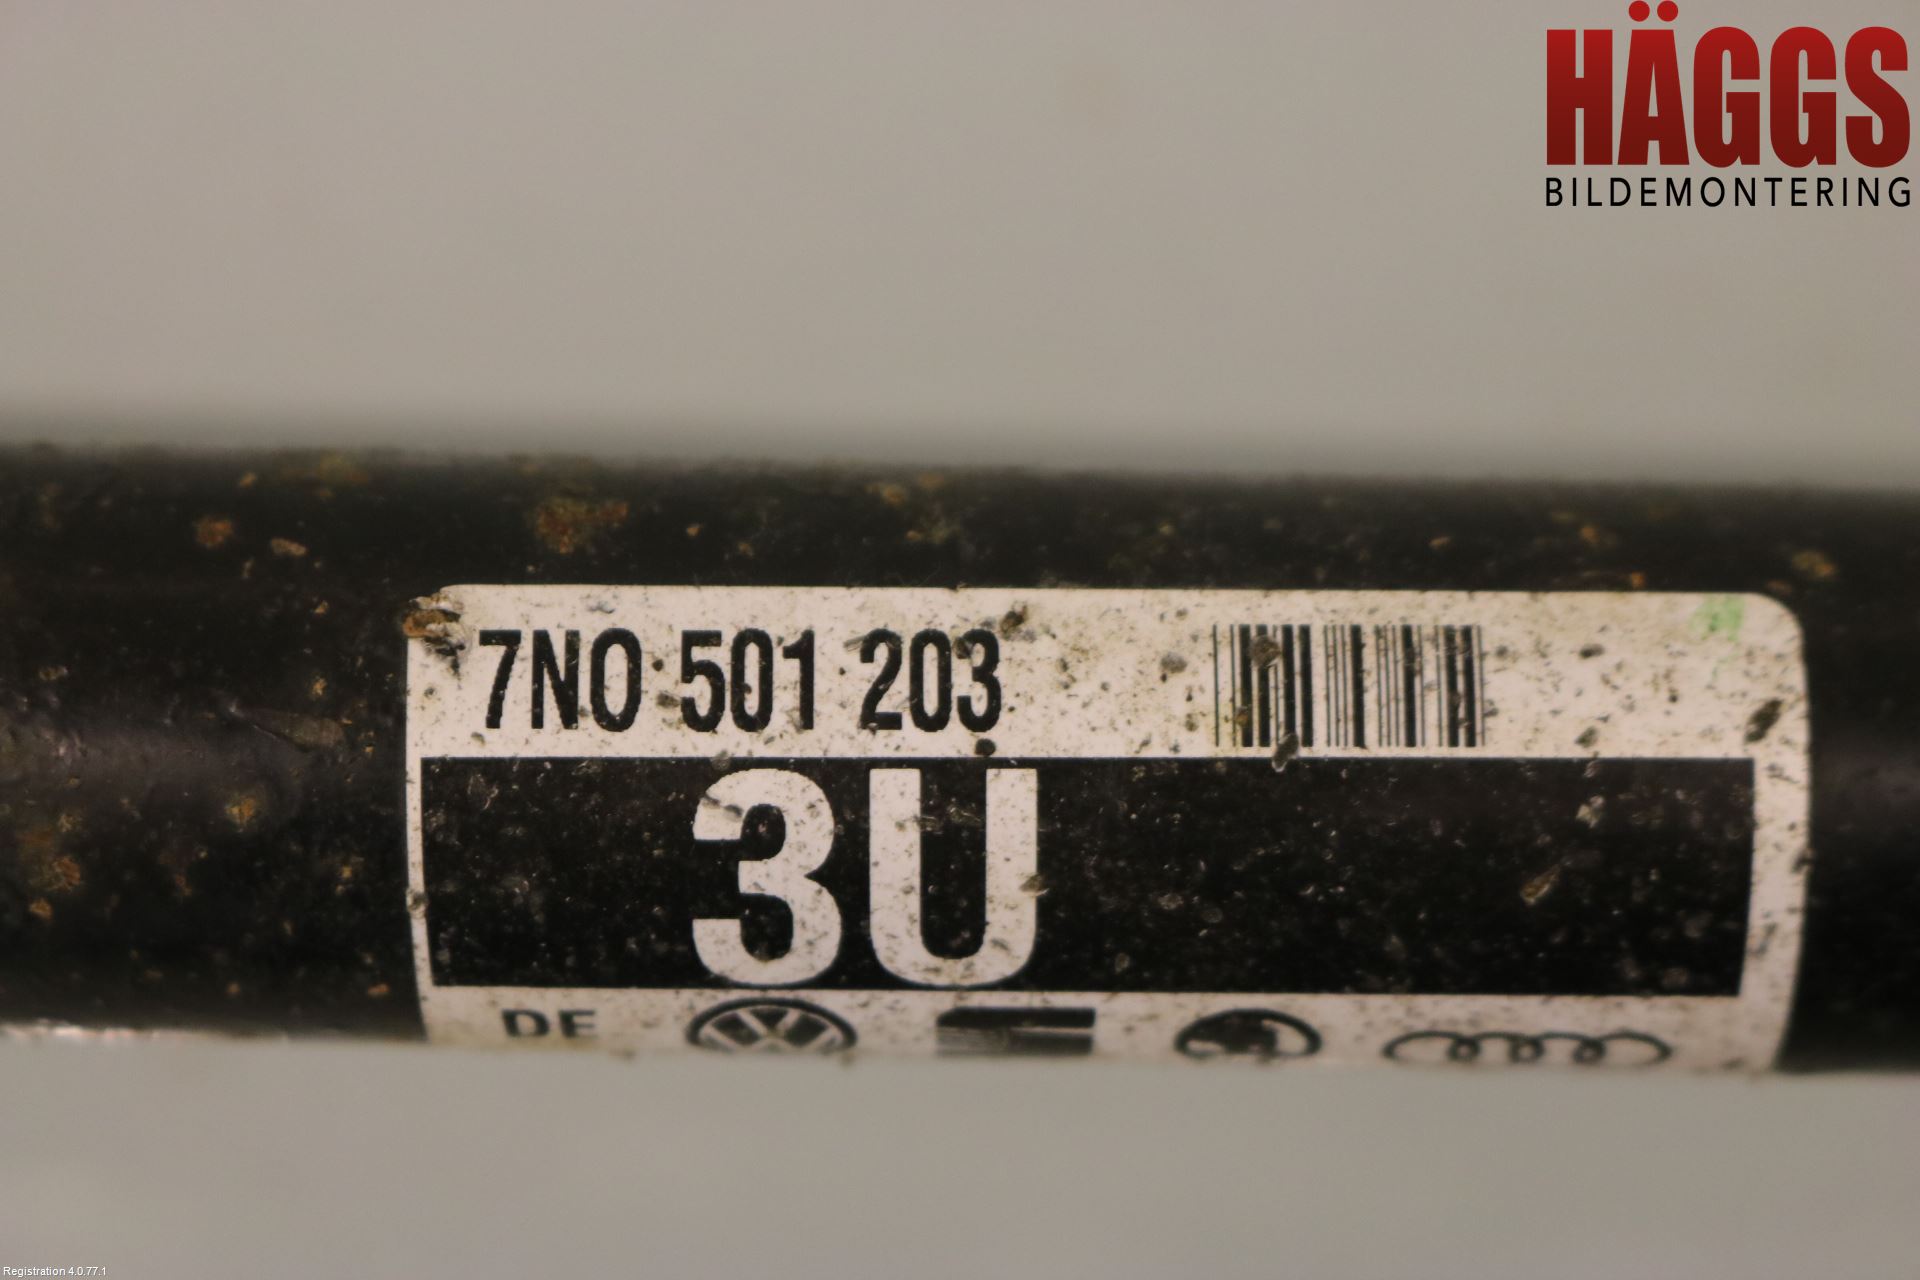 HÄGGS
BILDEMONTERING
7N0 501 203
3U
DE
Registration 4.0.77.1